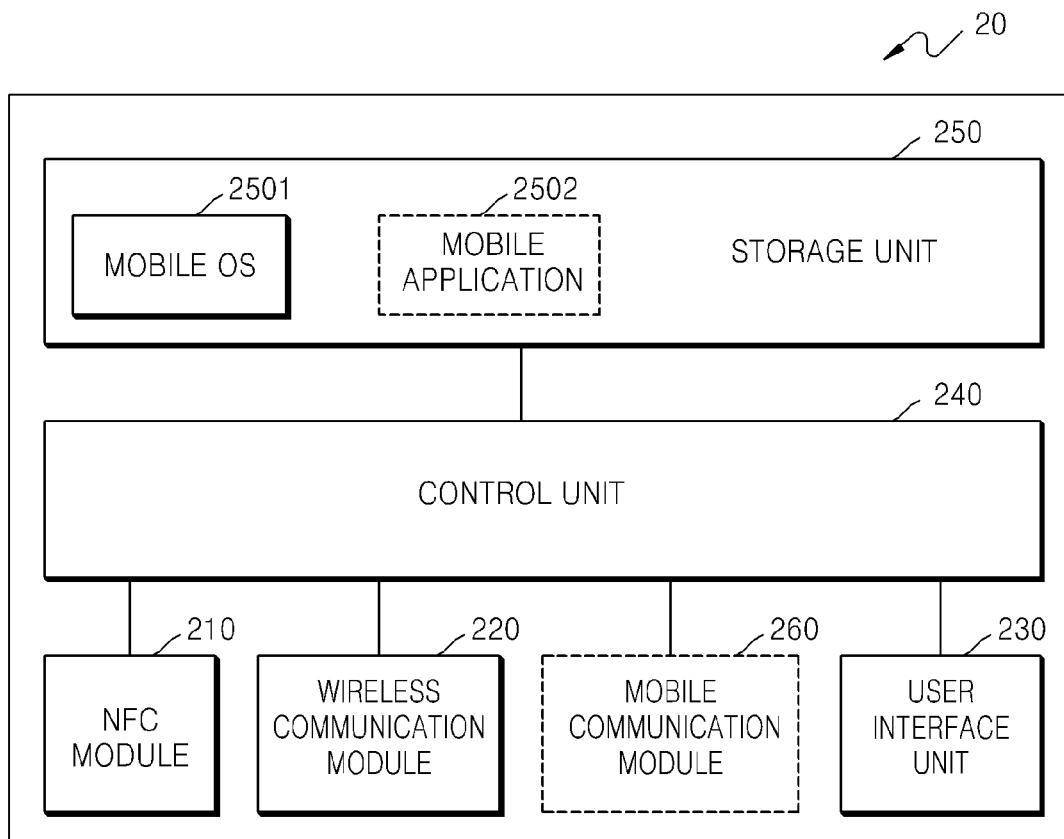 20
250
2501
2502
MOBILE OS
MOBILE
APPLICATION
STORAGE UNIT
240
CONTROL UNIT
210
220
260
230
NFC
MODULE
WIRELESS
COMMUNICATION
MODULE
MOBILE
COMMUNICATION
MODULE
USER
INTERFACE
UNIT